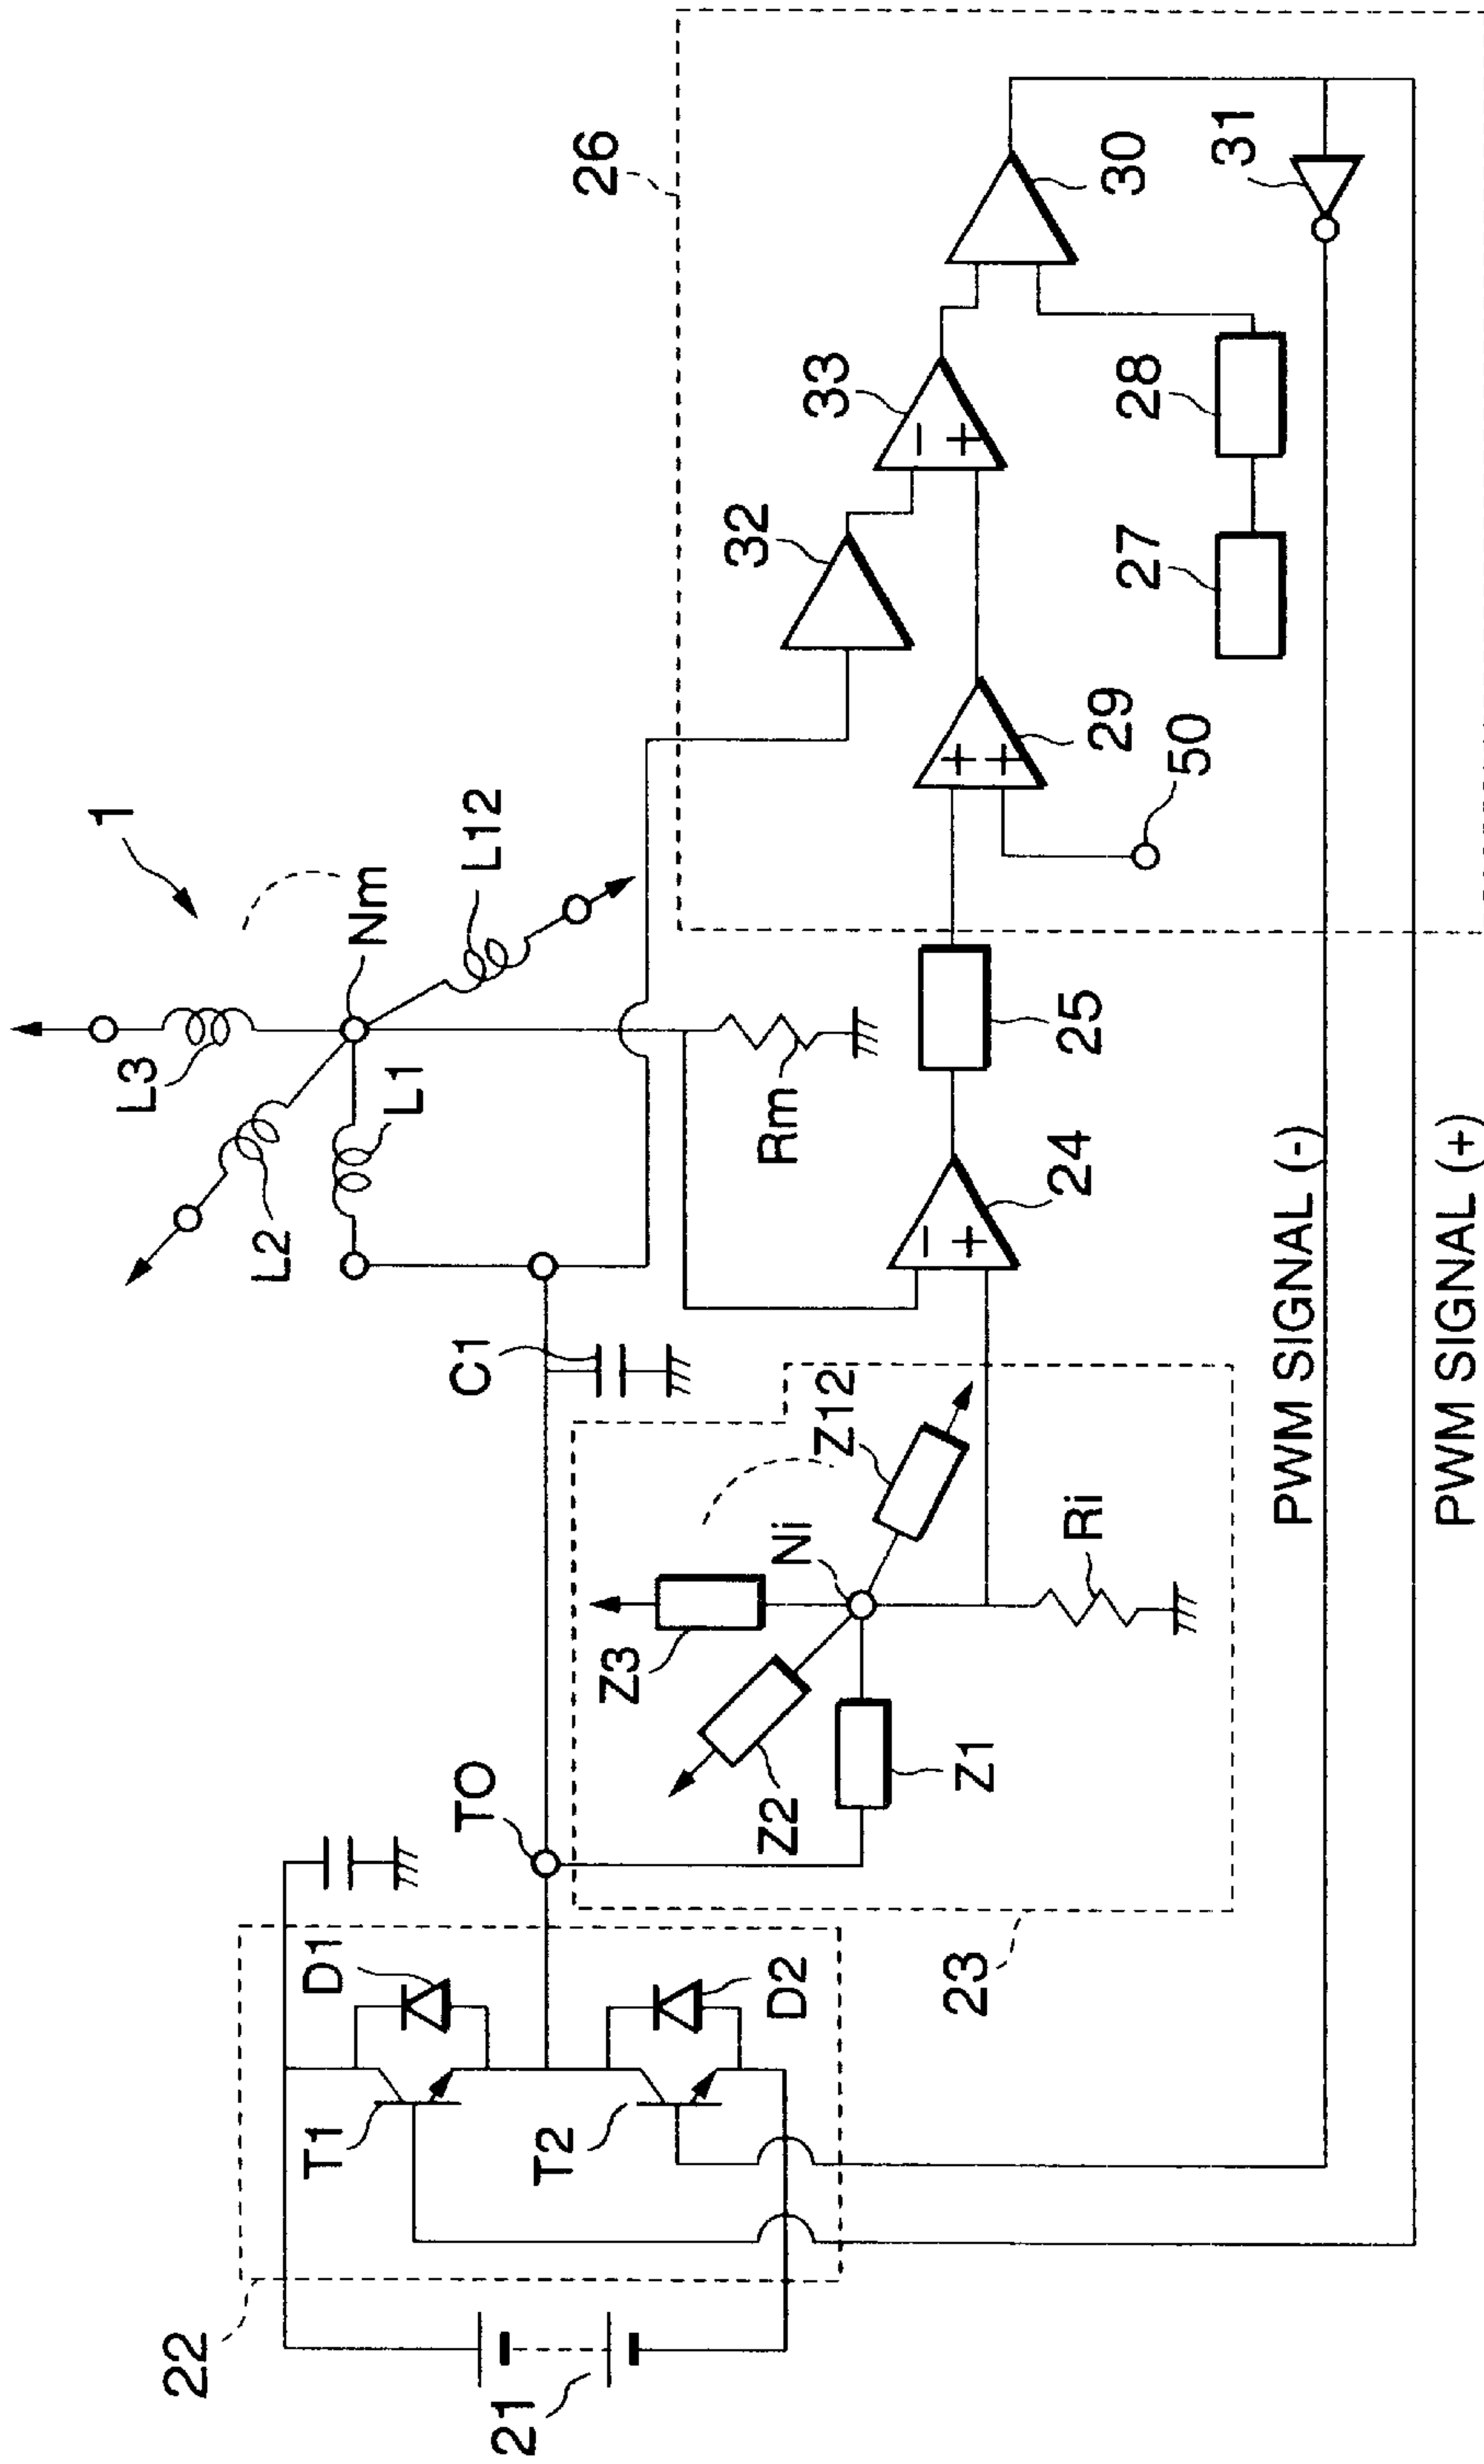 1
L3
L2
L1
Nm
L12
26
C1
TO
Rm
32
33
30
31
22
T1
D1
T2
D2
21
23
Z3
Z2
Z1
Ni
Z12
Ri
24
25
29
50
27
28
PWM SIGNAL (-)
PWM SIGNAL (+)
+
+
−
+
−
+